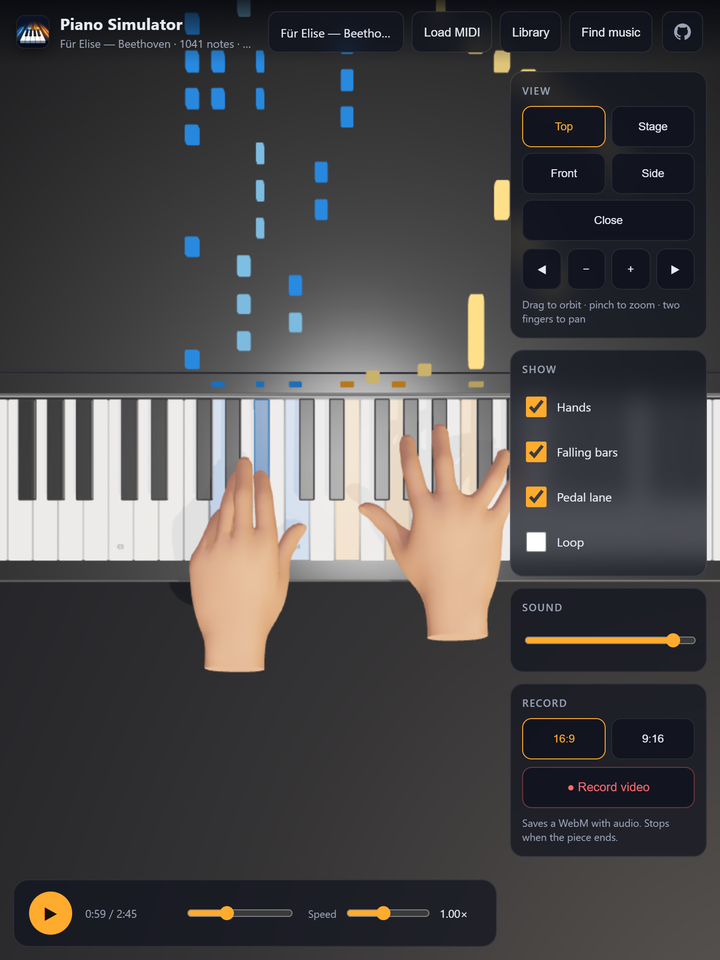 Piano Simulator
Für Elise — Beethoven · 1041 notes · ...
Für Elise — Beetho...
Load MIDI
Library
Find music
VIEW
Top
Stage
Front
Side
Close
◀
−
+
▶
Drag to orbit · pinch to zoom · two
fingers to pan
SHOW
Hands
Falling bars
Pedal lane
Loop
SOUND
RECORD
16:9
9:16
● Record video
Saves a WebM with audio. Stops
when the piece ends.
0:59 / 2:45
Speed
1.00×